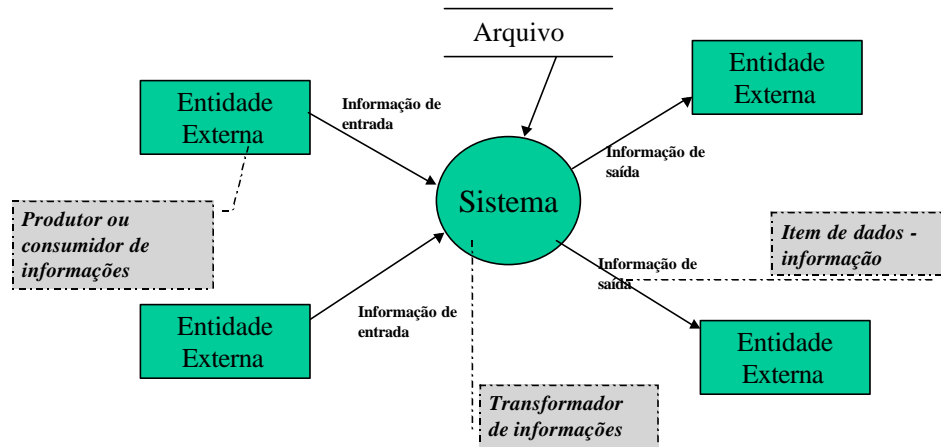 Arquivo
Entidade
Externa
Entidade
Externa
Informação de
entrada
Informação de
saída
Sistema
Produtor ou
consumidor de
informações
Item de dados -
informação
Informação de
saída
Informação de
entrada
Entidade
Externa
Entidade
Externa
Transformador
de informações